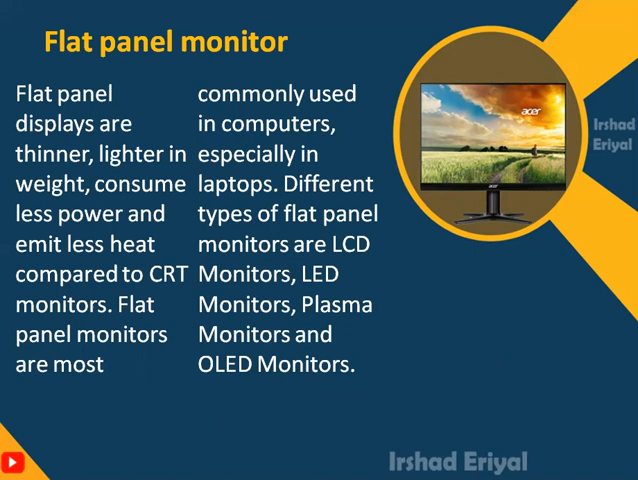 Flat panel monitor
Flat panel
displays are
thinner, lighter in
weight, consume
less power and
emit less heat
compared to CRT
monitors. Flat
panel monitors
are most
commonly used
in computers,
especially in
laptops. Different
types of flat panel
monitors are LCD
Monitors, LED
Monitors, Plasma
Monitors and
OLED Monitors.
acer
acer
Irshad
Eriyal
Irshad Eriyal